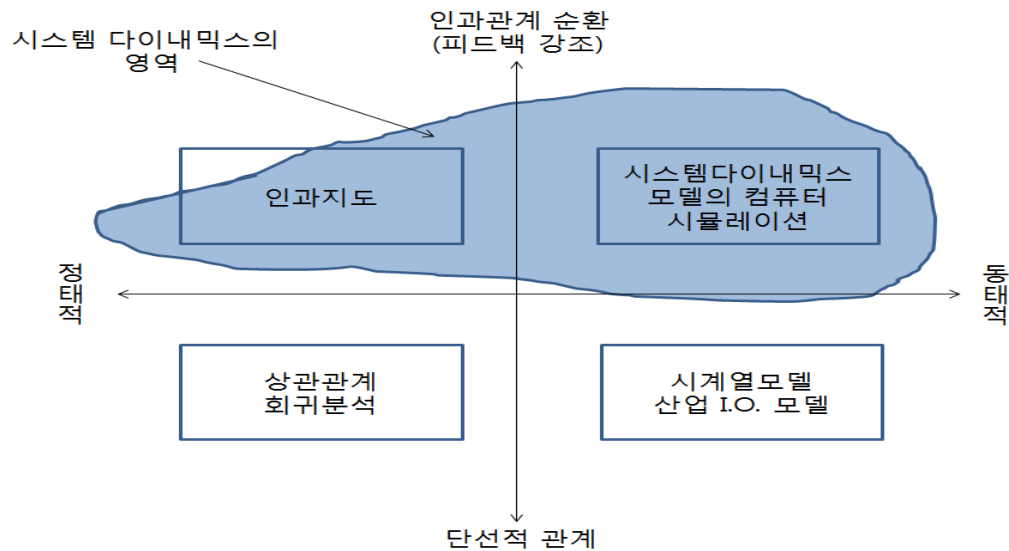 인과관계 순환
(피드백 강조)
시스템 다이내믹스의
영역
인과지도
시스템다이내믹스
모델의 컴퓨터
시뮬레이션
정태적
동태적
상관관계
회귀분석
시계열모델
산업 I.O. 모델
단선적 관계